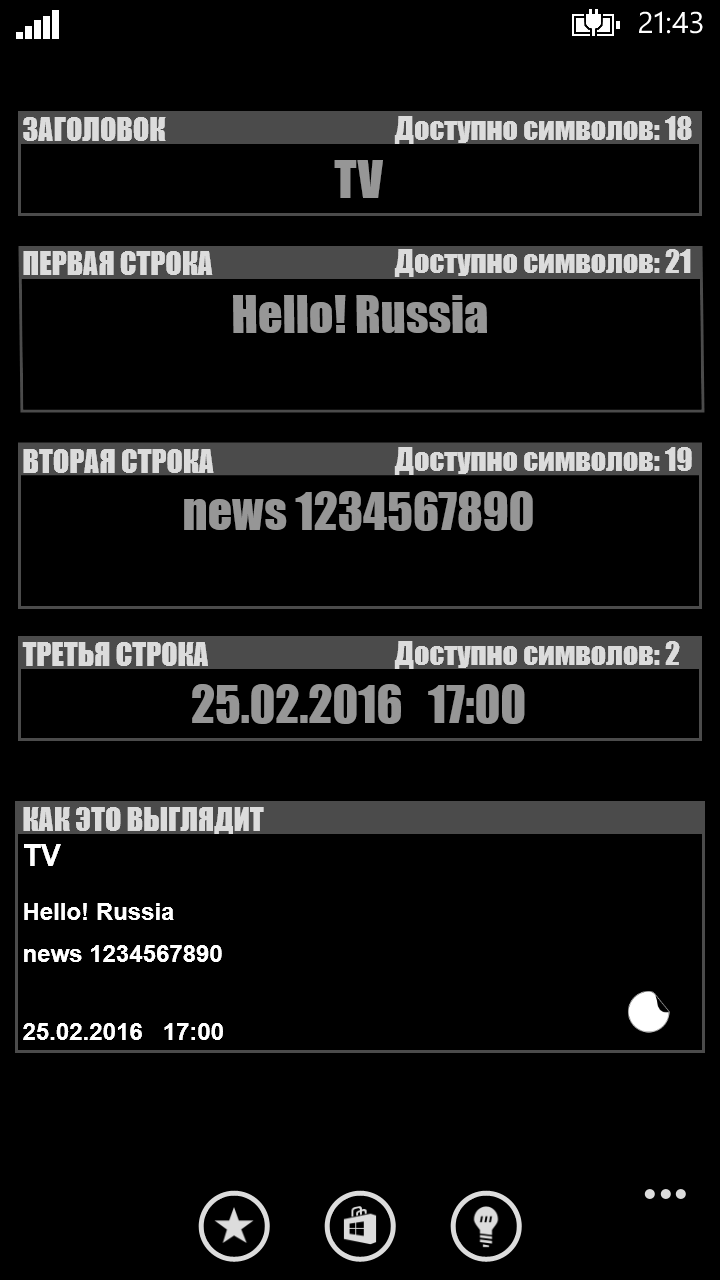 21:43
ЗАГОЛОВОК Доступно символов: 18
TV
ПЕРВАЯ СТРОКА Доступно символов: 21
Hello! Russia
ВТОРАЯ СТРОКА Доступно символов: 19
news 1234567890
ТРЕТЬЯ СТРОКА Доступно символов: 2
25.02.2016 17:00
КАК ЭТО ВЫГЛЯДИТ
TV
Hello! Russia
news 1234567890
25.02.2016 17:00